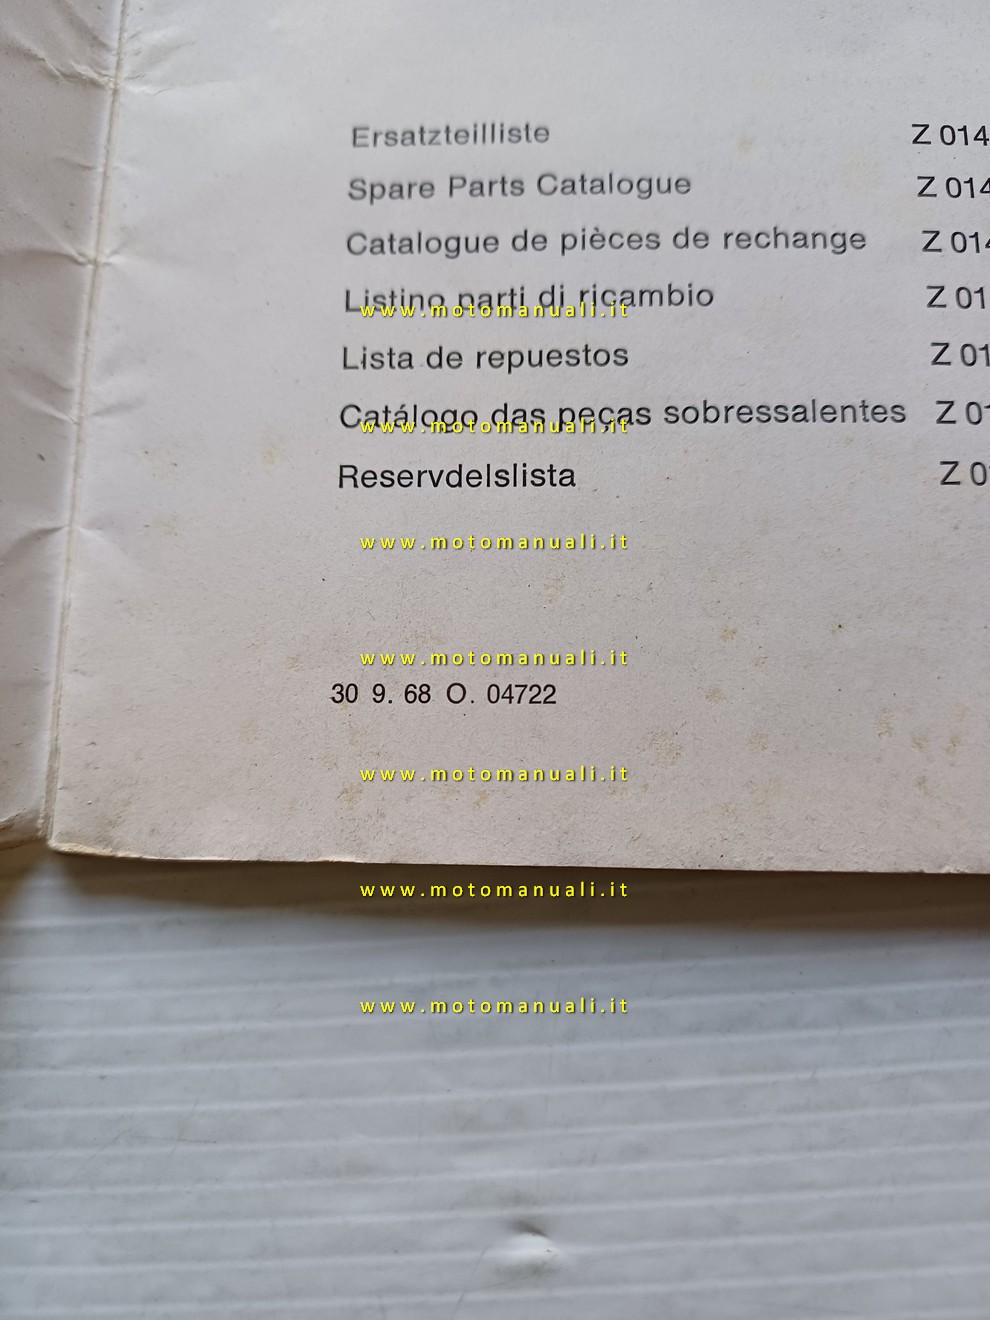 Ersatzteilliste Z 014
Spare Parts Catalogue Z 014
Catalogue de pièces de rechange Z 014
Listino parti di ricambio Z 01
www.motomanuali.it
Lista de repuestos Z 01
Catálogo das peças sobressalentes Z 0
www.motomanuali.it
Reservdelslista Z 0
www.motomanuali.it
www.motomanuali.it
30 9. 68 O. 04722
www.motomanuali.it
www.motomanuali.it
www.motomanuali.it